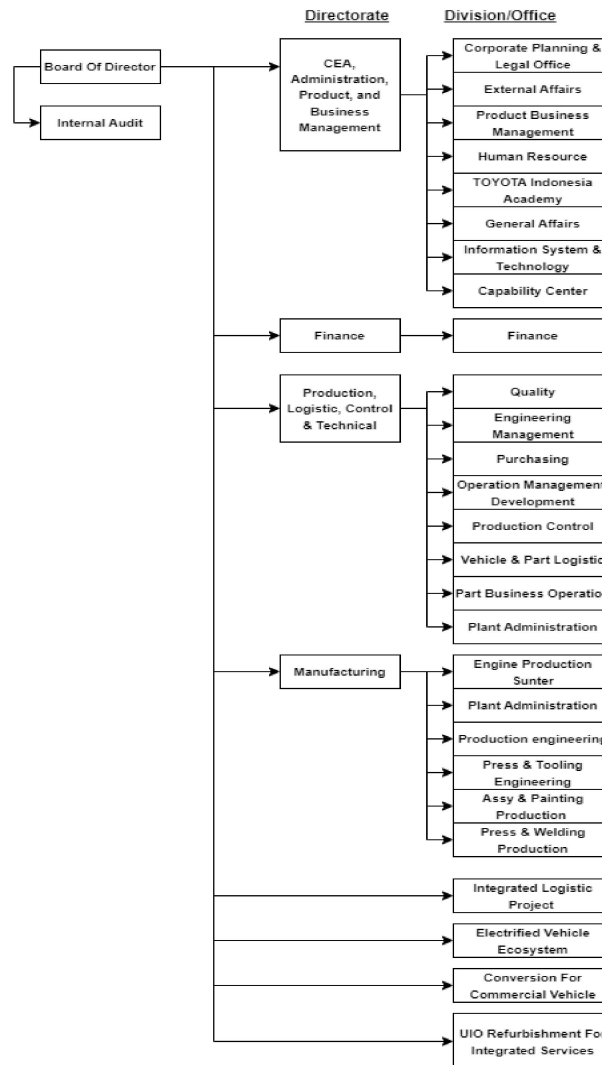 Directorate
Division/Office
Board Of Director
Internal Audit
CEA,
Administration,
Product, and
Business
Management
Corporate Planning &
Legal Office
External Affairs
Product Business
Management
Human Resource
TOYOTA Indonesia
Academy
General Affairs
Information System &
Technology
Capability Center
Finance
Finance
Production,
Logistic, Control
& Technical
Quality
Engineering
Management
Purchasing
Operation Management
Development
Production Control
Vehicle & Part Logistic
Part Business Operatio
Plant Administration
Manufacturing
Engine Production
Sunter
Plant Administration
Production engineering
Press & Tooling
Engineering
Assy & Painting
Production
Press & Welding
Production
Integrated Logistic
Project
Electrified Vehicle
Ecosystem
Conversion For
Commercial Vehicle
UIO Refurbishment For
Integrated Services